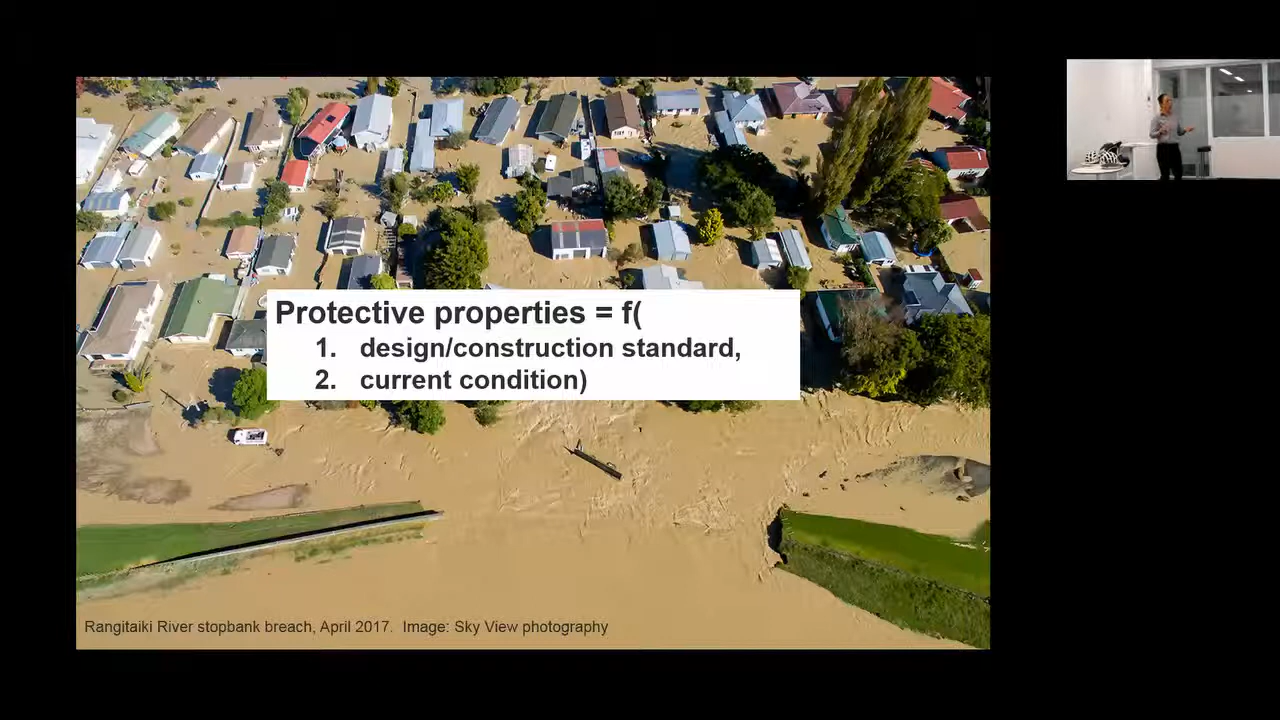 Protective properties = f(
1. design/construction standard,
2. current condition)
Rangitaiki River stopbank breach, April 2017. Image: Sky View photography